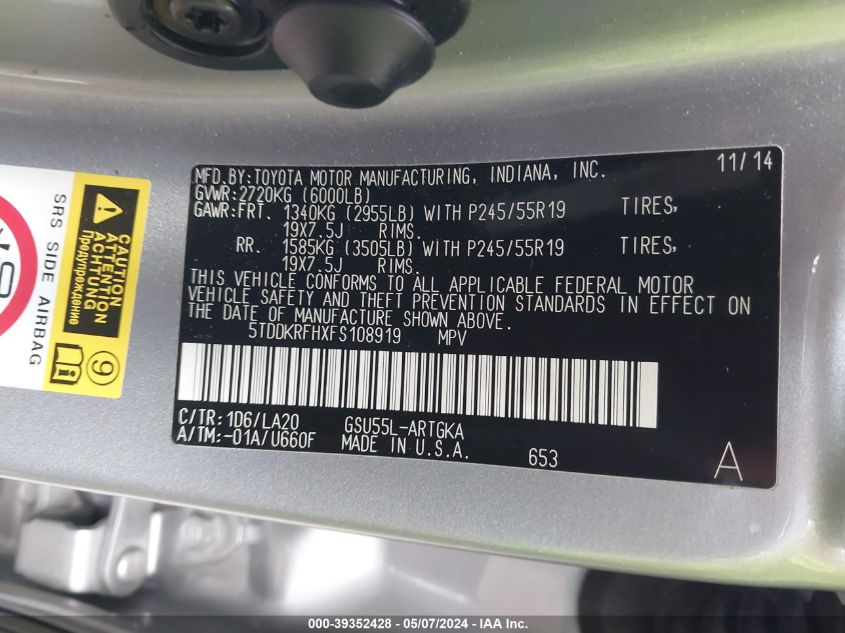 MFD.BY:TOYOTA MOTOR MANUFACTURING, INDIANA, INC. 11/14
GVWR:2720KG (6000LB)
GAWR:FRT. 1340KG (2955LB) WITH P245/55R19 TIRES,
19X7.5J RIMS.
RR. 1585KG (3505LB) WITH P245/55R19 TIRES,
19X7.5J RIMS.
THIS VEHICLE CONFORMS TO ALL APPLICABLE FEDERAL MOTOR
VEHICLE SAFETY AND THEFT PREVENTION STANDARDS IN EFFECT ON
THE DATE OF MANUFACTURE SHOWN ABOVE.
5TDDKRFHXFS108919 MPV
C/TR:1D6/LA20 GSU55L-ARTGKA
A/TM:-01A/U660F MADE IN U.S.A. 653 A
SRS SIDE AIRBAG
CAUTION
ATTENTION
ACHTUNG
Предупреждение
9
000-39352428 - 05/07/2024 - IAA Inc.